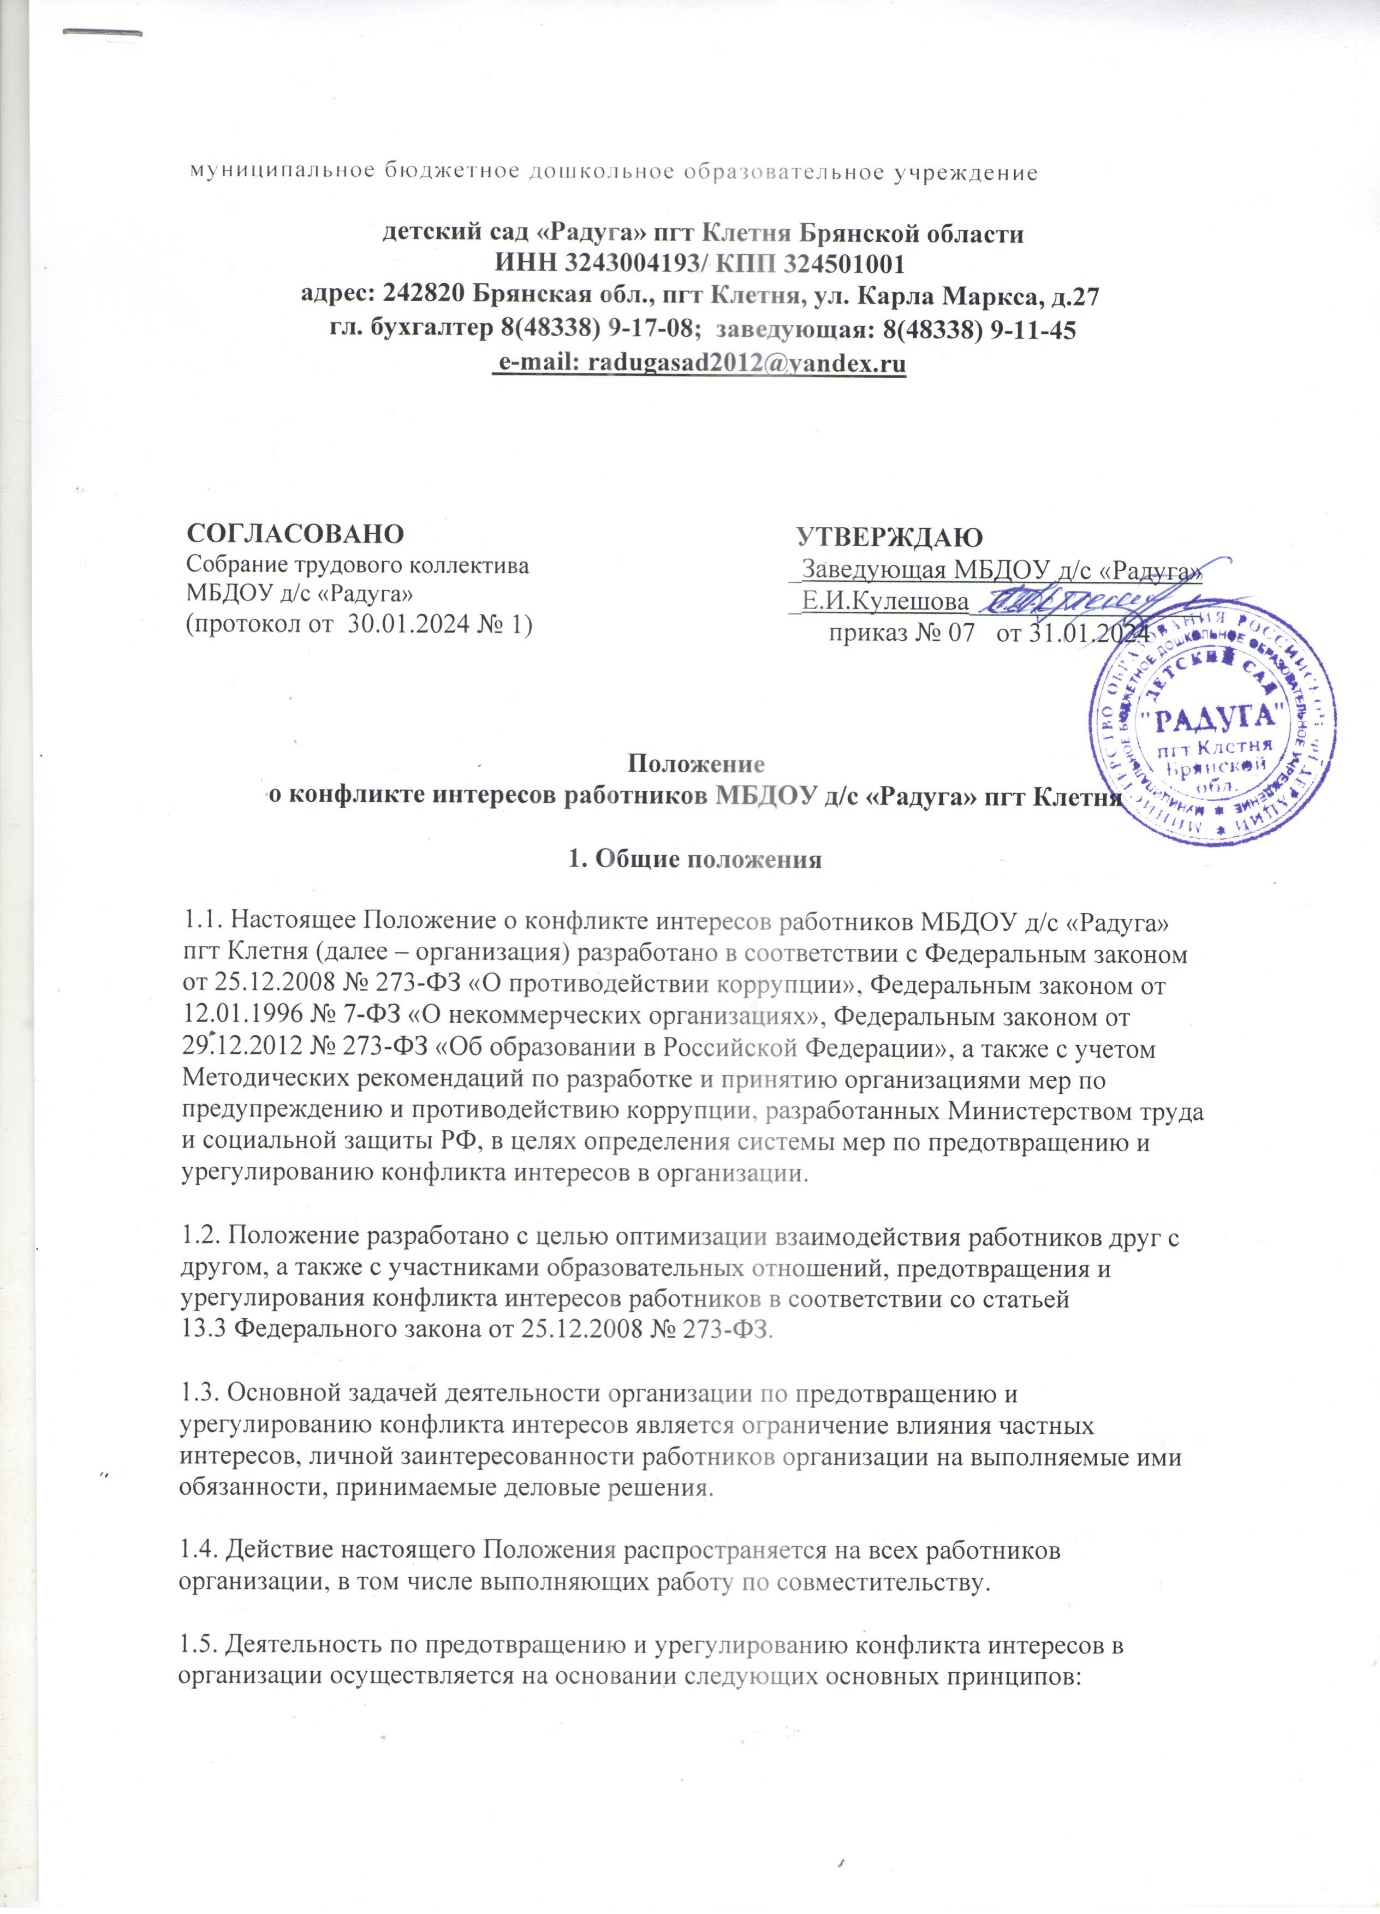 муниципальное бюджетное дошкольное образовательное учреждение
детский сад «Радуга» пгт Клетня Брянской области
ИНН 3243004193/ КПП 324501001
адрес: 242820 Брянская обл., пгт Клетня, ул. Карла Маркса, д.27
гл. бухгалтер 8(48338) 9-17-08; заведующая: 8(48338) 9-11-45
e-mail: radugasad2012@yandex.ru
СОГЛАСОВАНО
Собрание трудового коллектива
МБДОУ д/с «Радуга»
(протокол от 30.01.2024 № 1)
УТВЕРЖДАЮ
Заведующая МБДОУ д/с «Радуга»
Е.И.Кулешова
приказ № 07 от 31.01.2024
МИНИСТЕРСТВО ОБРАЗОВАНИЯ РОССИЙСКОЙ ФЕДЕРАЦИИ
МУНИЦИПАЛЬНОЕ БЮДЖЕТНОЕ ДОШКОЛЬНОЕ ОБРАЗОВАТЕЛЬНОЕ УЧРЕЖДЕНИЕ
ДЕТСКИЙ САД
"РАДУГА"
пгт Клетня
Брянской
обл.
Положение
о конфликте интересов работников МБДОУ д/с «Радуга» пгт Клетня
1. Общие положения
1.1. Настоящее Положение о конфликте интересов работников МБДОУ д/с «Радуга»
пгт Клетня (далее – организация) разработано в соответствии с Федеральным законом
от 25.12.2008 № 273-ФЗ «О противодействии коррупции», Федеральным законом от
12.01.1996 № 7-ФЗ «О некоммерческих организациях», Федеральным законом от
29.12.2012 № 273-ФЗ «Об образовании в Российской Федерации», а также с учетом
Методических рекомендаций по разработке и принятию организациями мер по
предупреждению и противодействию коррупции, разработанных Министерством труда
и социальной защиты РФ, в целях определения системы мер по предотвращению и
урегулированию конфликта интересов в организации.
1.2. Положение разработано с целью оптимизации взаимодействия работников друг с
другом, а также с участниками образовательных отношений, предотвращения и
урегулирования конфликта интересов работников в соответствии со статьей
13.3 Федерального закона от 25.12.2008 № 273-ФЗ.
1.3. Основной задачей деятельности организации по предотвращению и
урегулированию конфликта интересов является ограничение влияния частных
интересов, личной заинтересованности работников организации на выполняемые ими
обязанности, принимаемые деловые решения.
1.4. Действие настоящего Положения распространяется на всех работников
организации, в том числе выполняющих работу по совместительству.
1.5. Деятельность по предотвращению и урегулированию конфликта интересов в
организации осуществляется на основании следующих основных принципов: